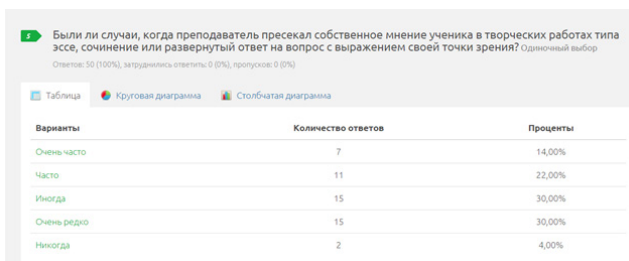 5 Были ли случаи, когда преподаватель пресекал собственное мнение ученика в творческих работах типа
эссе, сочинение или развернутый ответ на вопрос с выражением своей точки зрения? Одиночный выбор
Ответов: 50 (100%), затруднились ответить: 0 (0%), пропусков: 0 (0%)
Таблица Круговая диаграмма Столбчатая диаграмма
Варианты Количество ответов Проценты
Очень часто 7 14,00%
Часто 11 22,00%
Иногда 15 30,00%
Очень редко 15 30,00%
Никогда 2 4,00%